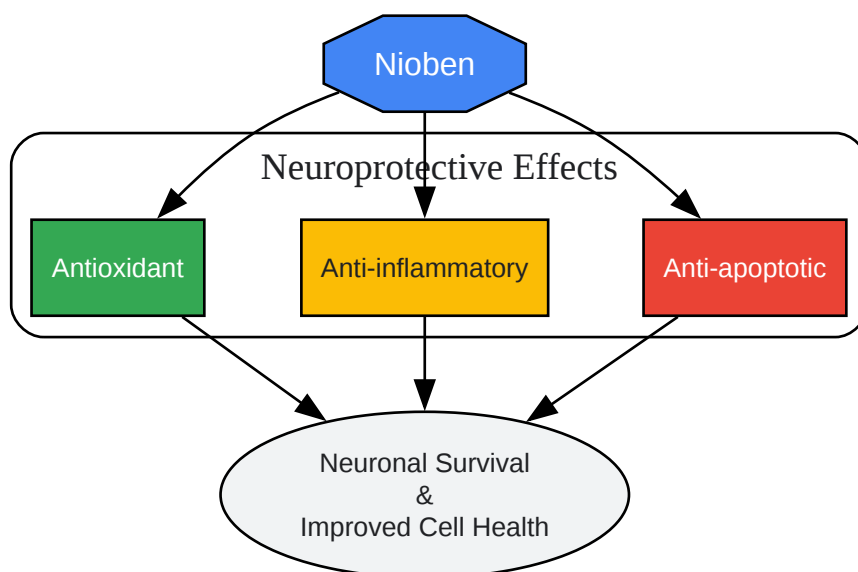 Nioben
Neuroprotective Effects
Antioxidant
Anti-inflammatory
Anti-apoptotic
Neuronal Survival
&
Improved Cell Health